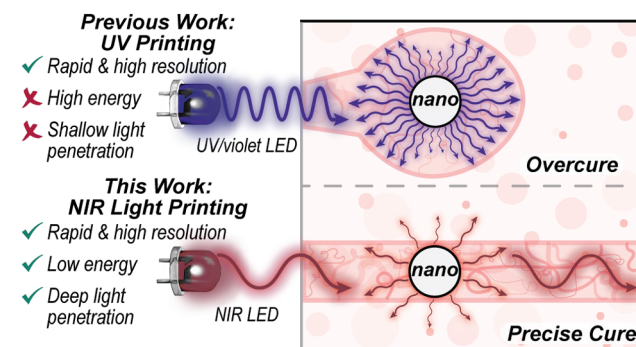 Previous Work:
UV Printing
Rapid & high resolution
High energy
Shallow light
penetration
UV/violet LED
nano
Overcure
This Work:
NIR Light Printing
Rapid & high resolution
Low energy
Deep light
penetration
NIR LED
nano
Precise Cure